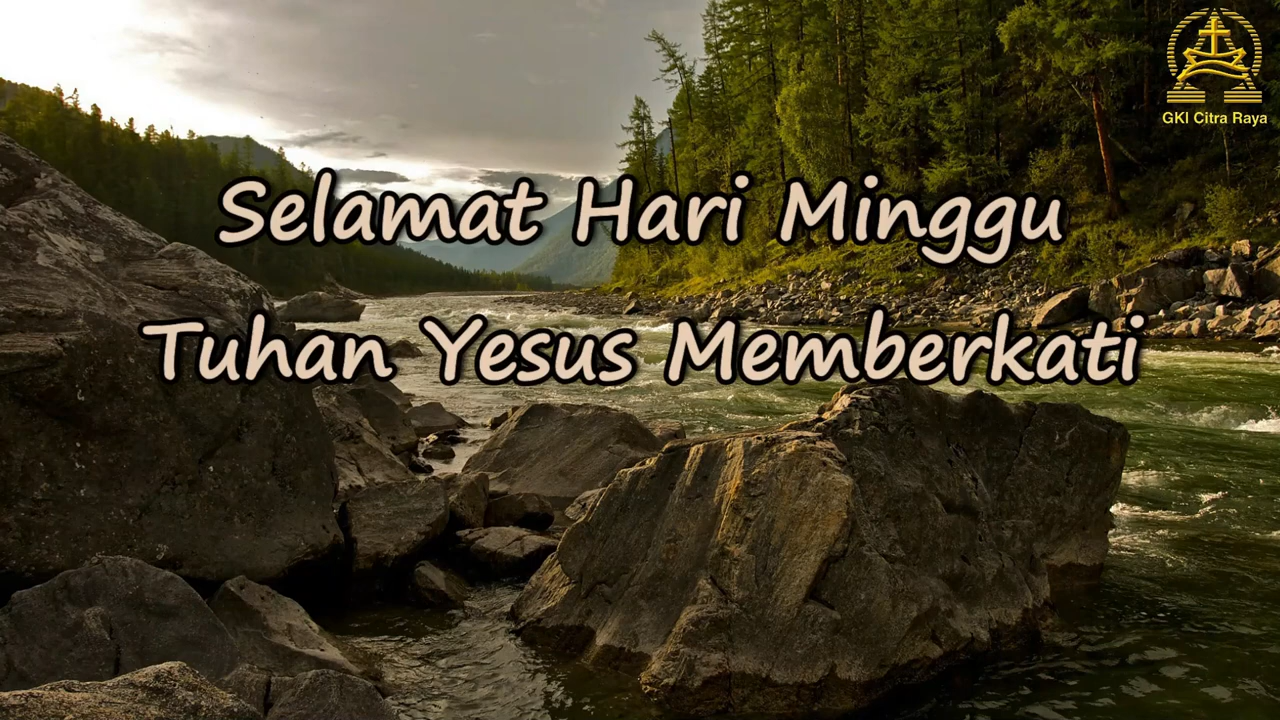 GKI Citra Raya
Selamat Hari Minggu
Tuhan Yesus Memberkati